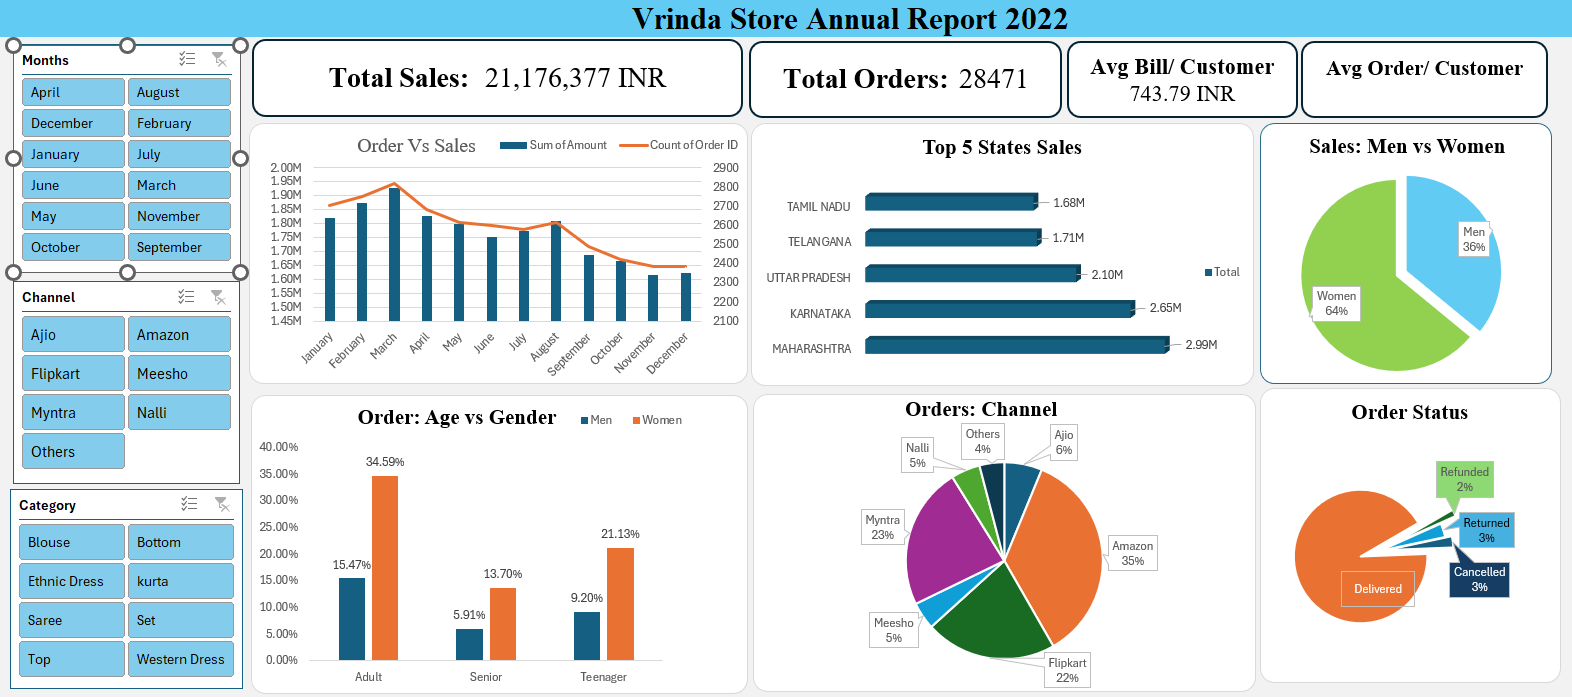 Vrinda Store Annual Report 2022
Months
April
August
December
February
January
July
June
March
May
November
October
September
Channel
Ajio
Amazon
Flipkart
Meesho
Myntra
Nalli
Others
Category
Blouse
Bottom
Ethnic Dress
kurta
Saree
Set
Top
Western Dress
Total Sales: 21,176,377 INR
Total Orders: 28471
Avg Bill/ Customer
743.79 INR
Avg Order/ Customer
Order Vs Sales
Sum of Amount
Count of Order ID
2.00M
1.95M
1.90M
1.85M
1.80M
1.75M
1.70M
1.65M
1.60M
1.55M
1.50M
1.45M
2900
2800
2700
2600
2500
2400
2300
2200
2100
January
February
March
April
May
June
July
August
September
October
November
December
Top 5 States Sales
TAMIL NADU
1.68M
TELANGANA
1.71M
UTTAR PRADESH
2.10M
KARNATAKA
2.65M
MAHARASHTRA
2.99M
Total
Sales: Men vs Women
Men
36%
Women
64%
Order: Age vs Gender
Men
Women
40.00%
35.00%
30.00%
25.00%
20.00%
15.00%
10.00%
5.00%
0.00%
15.47%
34.59%
5.91%
13.70%
9.20%
21.13%
Adult
Senior
Teenager
Orders: Channel
Others
4%
Ajio
6%
Nalli
5%
Myntra
23%
Amazon
35%
Meesho
5%
Flipkart
22%
Order Status
Refunded
2%
Returned
3%
Cancelled
3%
Delivered